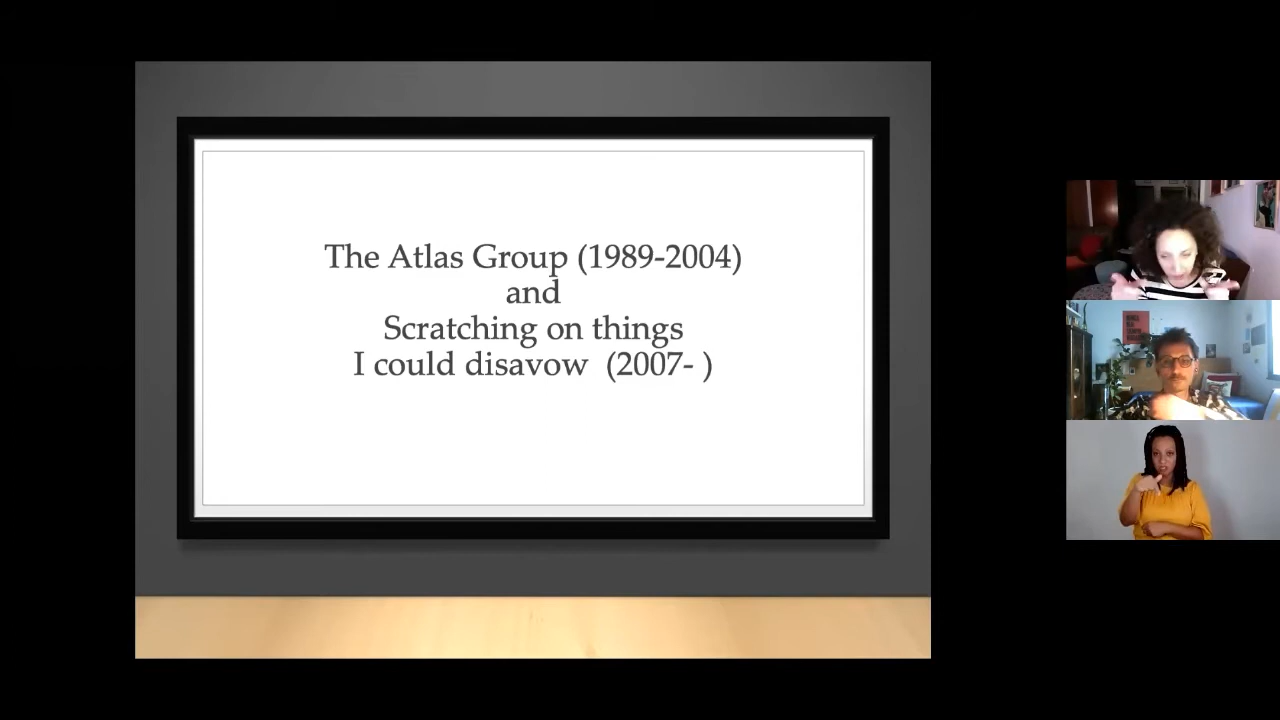 The Atlas Group (1989-2004)
and
Scratching on things
I could disavow (2007- )